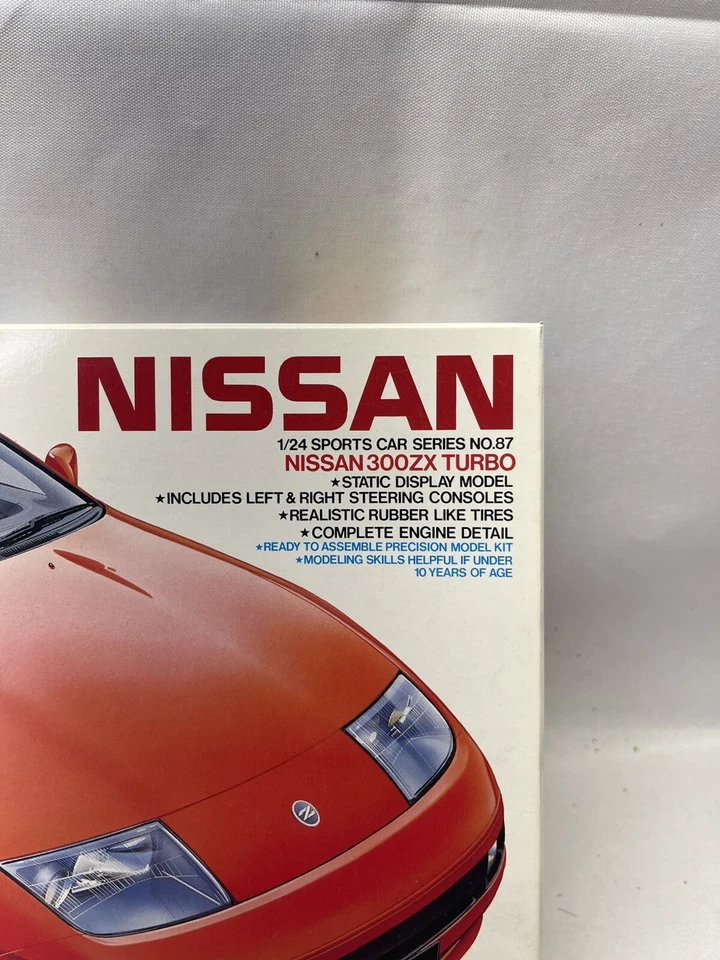 NISSAN
1/24 SPORTS CAR SERIES NO.87
NISSAN 300ZX TURBO
★STATIC DISPLAY MODEL
★INCLUDES LEFT & RIGHT STEERING CONSOLES
★REALISTIC RUBBER LIKE TIRES
★COMPLETE ENGINE DETAIL
★READY TO ASSEMBLE PRECISION MODEL KIT
★MODELING SKILLS HELPFUL IF UNDER
10 YEARS OF AGE
N